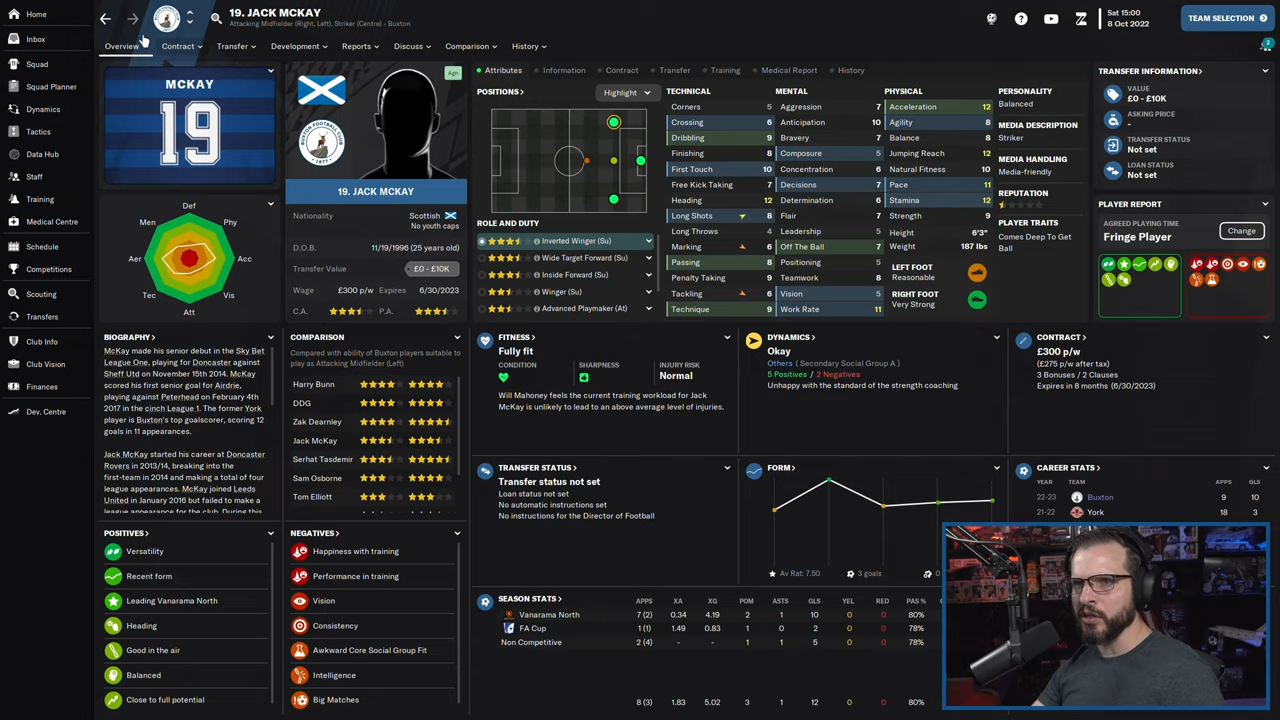 Home
Inbox
Squad
Squad Planner
Dynamics
Tactics
Data Hub
Staff
Training
Medical Centre
Schedule
Competitions
Scouting
Transfers
Club Info
Club Vision
Finances
Dev. Centre
19. JACK MCKAY
Attacking Midfielder (Right, Left), Striker (Centre) - Buxton
Sat 15:00
8 Oct 2022
TEAM SELECTION
Overview
Contract
Transfer
Development
Reports
Discuss
Comparison
History
MCKAY
19
Def
Phy
Acc
Vis
Att
Tec
Aer
Men
Agn
BUXTON FOOTBALL CLUB
1877
19. JACK MCKAY
Nationality Scottish
No youth caps
D.O.B. 11/19/1996 (25 years old)
Transfer Value £0 - £10K
Wage £300 p/w Expires 6/30/2023
C.A. P.A.
Attributes
Information
Contract
Transfer
Training
Medical Report
History
POSITIONS
Highlight
ROLE AND DUTY
Inverted Winger (Su)
Wide Target Forward (Su)
Inside Forward (Su)
Winger (Su)
Advanced Playmaker (At)
TECHNICAL
Corners 5
Crossing 6
Dribbling 9
Finishing 8
First Touch 10
Free Kick Taking 7
Heading 12
Long Shots 8
Long Throws 4
Marking 6
Passing 8
Penalty Taking 9
Tackling 6
Technique 9
MENTAL
Aggression 7
Anticipation 10
Bravery 7
Composure 5
Concentration 6
Decisions 7
Determination 6
Flair 7
Leadership 5
Off The Ball 7
Positioning 5
Teamwork 8
Vision 5
Work Rate 11
PHYSICAL
Acceleration 12
Agility 8
Balance 8
Jumping Reach 12
Natural Fitness 10
Pace 11
Stamina 12
Strength 9
Height 6'3"
Weight 187 lbs
LEFT FOOT
Reasonable
RIGHT FOOT
Very Strong
PERSONALITY
Balanced
MEDIA DESCRIPTION
Striker
MEDIA HANDLING
Media-friendly
REPUTATION
PLAYER TRAITS
Comes Deep To Get
Ball
TRANSFER INFORMATION
VALUE
£0 - £10K
ASKING PRICE
-
TRANSFER STATUS
Not set
LOAN STATUS
Not set
PLAYER REPORT
AGREED PLAYING TIME
Fringe Player
Change
BIOGRAPHY
McKay made his senior debut in the Sky Bet
League One, playing for Doncaster against
Sheff Utd on November 15th 2014. McKay
scored his first senior goal for Airdrie,
playing against Peterhead on February 4th
2017 in the cinch League 1. The former York
player is Buxton's top goalscorer, scoring 12
goals in 11 appearances.
Jack McKay started his career at Doncaster
Rovers in 2013/14, breaking into the
first-team in 2014 and making a total of four
league appearances. McKay joined Leeds
United in January 2016 but failed to make a
league appearance for the club. During this
COMPARISON
Compared with ability of Buxton players suitable
to play as Attacking Midfielder (Left)
Harry Bunn
DDG
Zak Dearnley
Jack McKay
Serhat Tasdemir
Sam Osborne
Tom Elliott
FITNESS
Fully fit
CONDITION
SHARPNESS
INJURY RISK
Normal
Will Mahoney feels the current training workload for Jack
McKay is unlikely to lead to an above average level of injuries.
DYNAMICS
Okay
Others ( Secondary Social Group A )
5 Positives / 2 Negatives
Unhappy with the standard of the strength coaching
CONTRACT
£300 p/w
(£275 p/w after tax)
3 Bonuses / 2 Clauses
Expires in 8 months (6/30/2023)
TRANSFER STATUS
Transfer status not set
Loan status not set
No automatic instructions set
No instructions for the Director of Football
FORM
Av Rat: 7.50
3 goals
0
CAREER STATS
YEAR TEAM APPS GLS
22-23 Buxton 9 10
21-22 York 18 3
POSITIVES
Versatility
Recent form
Leading Vanarama North
Heading
Good in the air
Balanced
Close to full potential
NEGATIVES
Happiness with training
Performance in training
Vision
Consistency
Awkward Core Social Group Fit
Intelligence
Big Matches
SEASON STATS
APPS XA XG POM ASTS GLS YEL RED PAS %
Vanarama North 7 (2) 0.34 4.19 2 1 10 0 0 80%
FA Cup 1 (1) 1.49 0.83 1 0 2 0 0 78%
Non Competitive 2 (4) - - 1 1 5 0 0 78%
8 (3) 1.83 5.02 3 1 12 0 0 80%